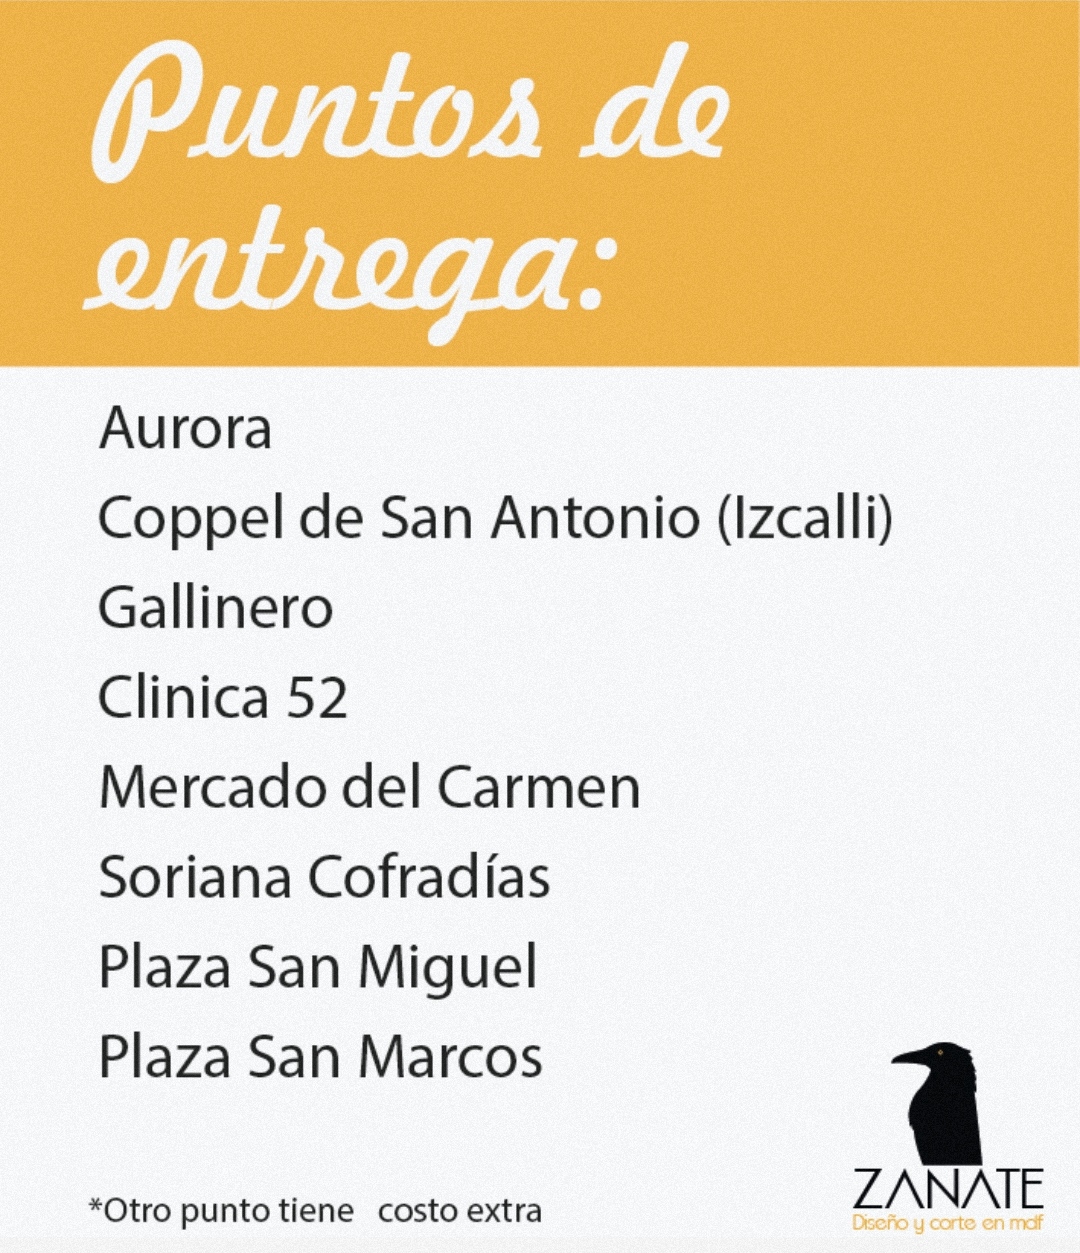 Puntos de
entrega:
Aurora
Coppel de San Antonio (Izcalli)
Gallinero
Clinica 52
Mercado del Carmen
Soriana Cofradías
Plaza San Miguel
Plaza San Marcos
*Otro punto tiene costo extra
ZANATE
Diseño y corte en mdf